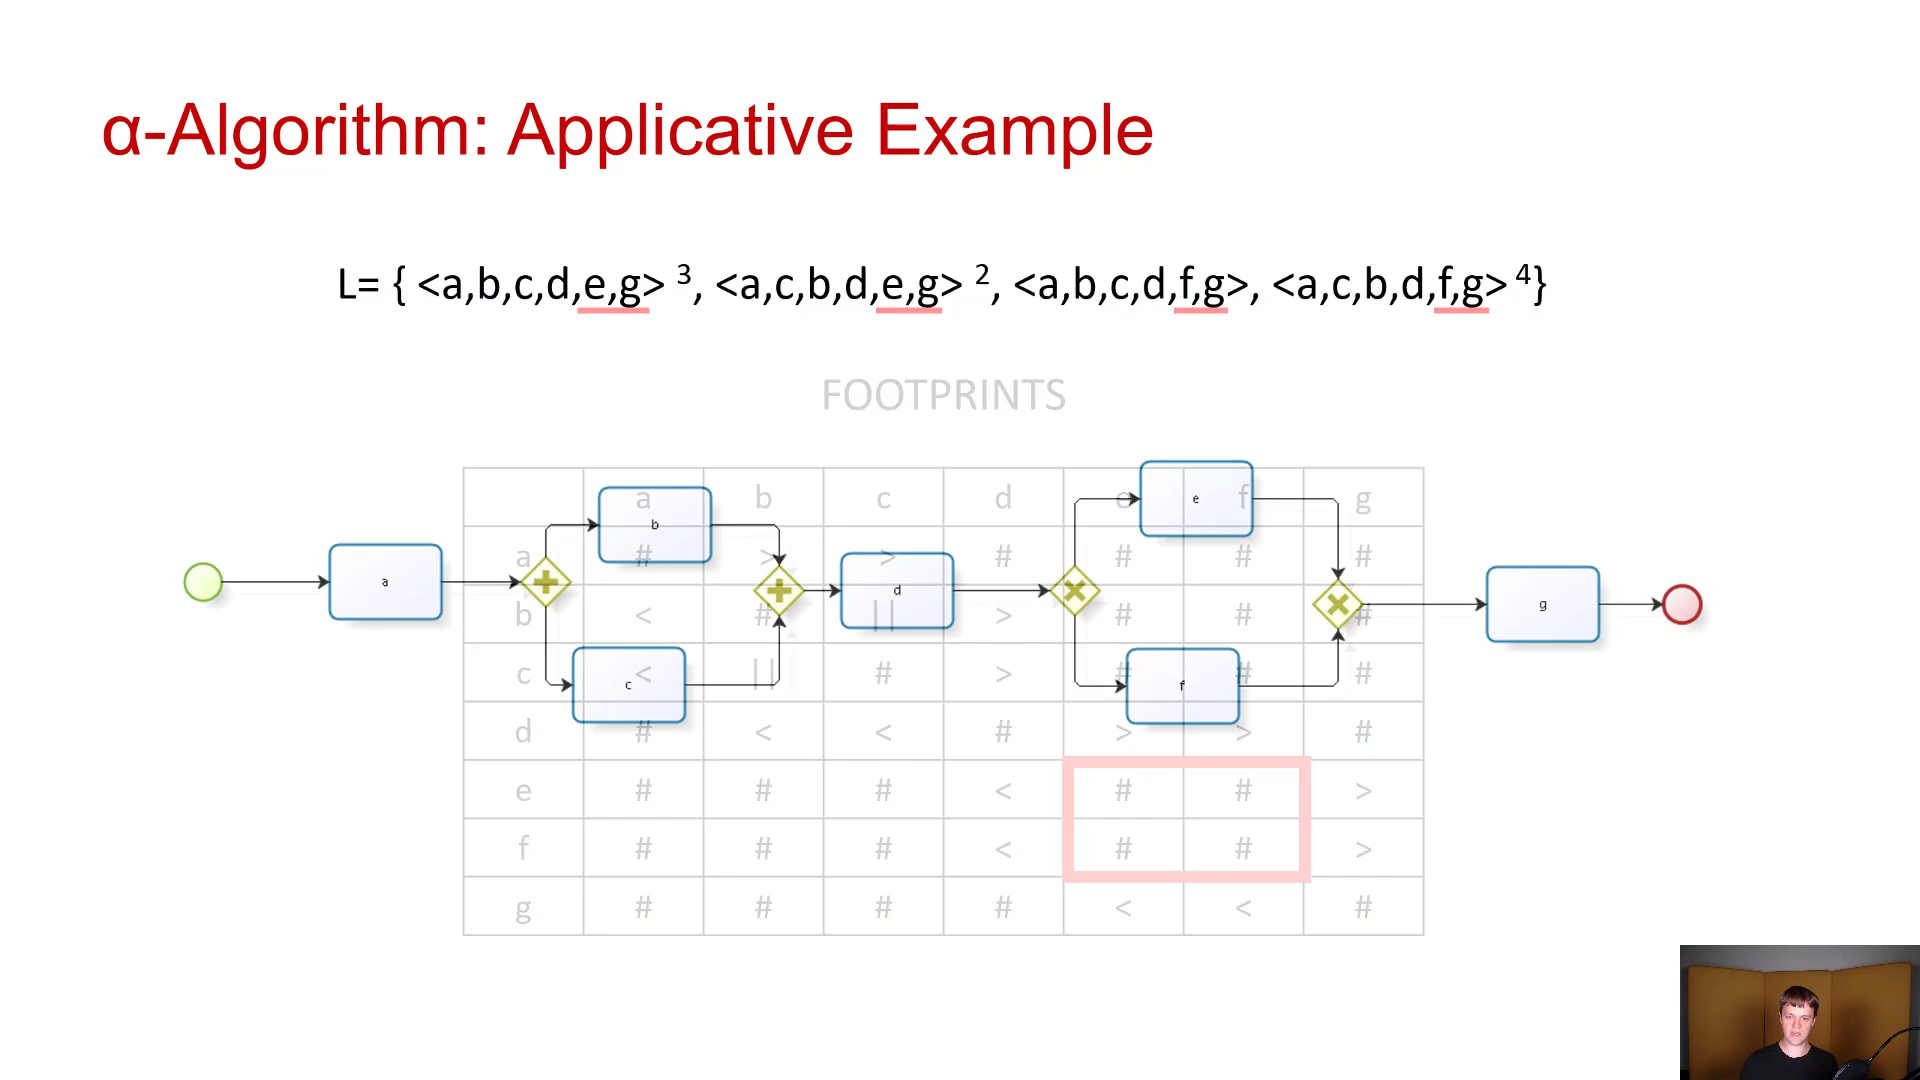 α-Algorithm: Applicative Example
L= { <a,b,c,d,e,g> 3, <a,c,b,d,e,g> 2, <a,b,c,d,f,g>, <a,c,b,d,f,g> 4}
FOOTPRINTS
a b c d e f g
a # > > # # # #
b < # || > # # #
c < || # > # # #
d # < < # > > #
e # # # < # # >
f # # # < # # >
g # # # # < < #
a
b
c
d
e
f
g